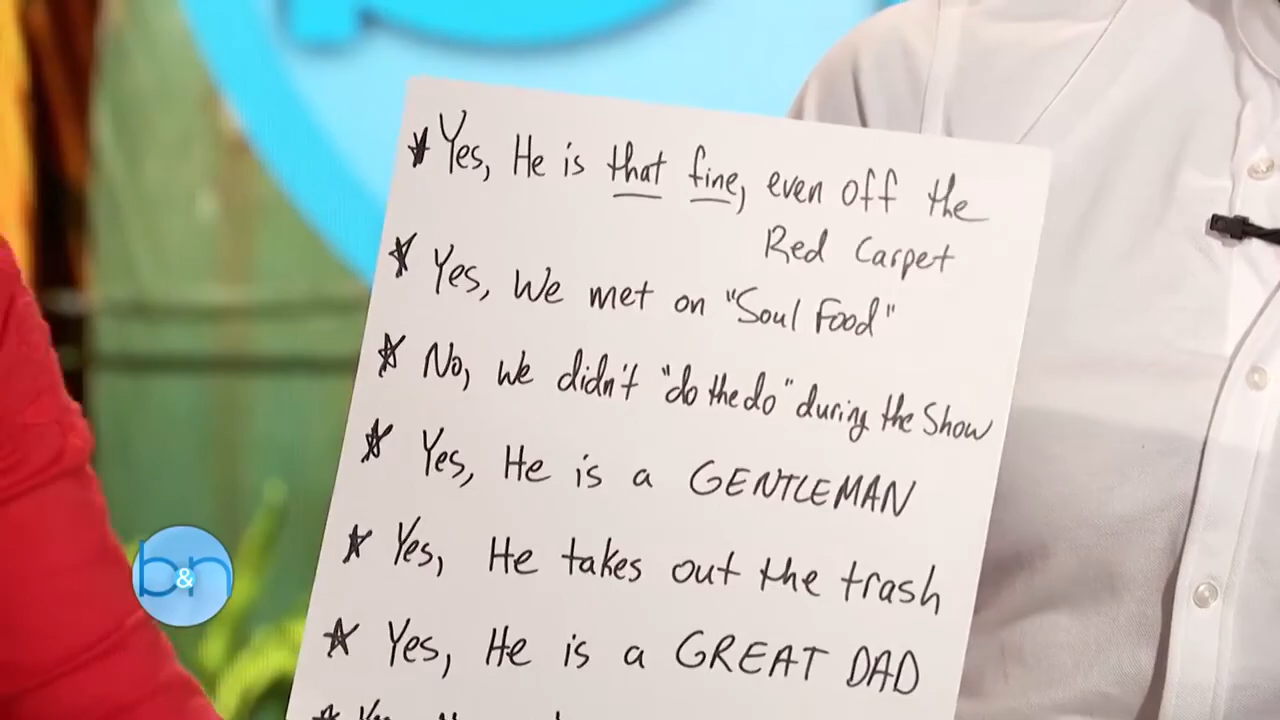 Yes, He is that fine, even off the
Red Carpet
Yes, We met on "Soul Food"
No, we didn't "do the do" during the Show
Yes, He is a GENTLEMAN
Yes, He takes out the trash
Yes, He is a GREAT DAD
b&n